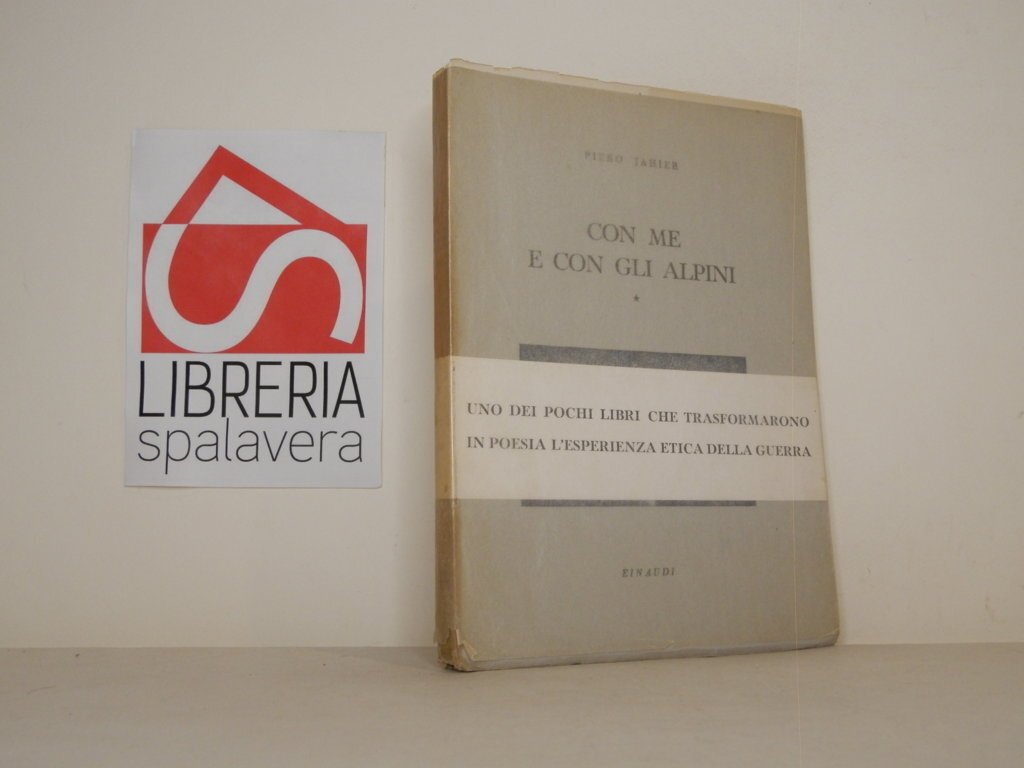 LIBRERIA
spalavera
PIERO JAHIER
CON ME
E CON GLI ALPINI
*
UNO DEI POCHI LIBRI CHE TRASFORMARONO
IN POESIA L'ESPERIENZA ETICA DELLA GUERRA
EINAUDI